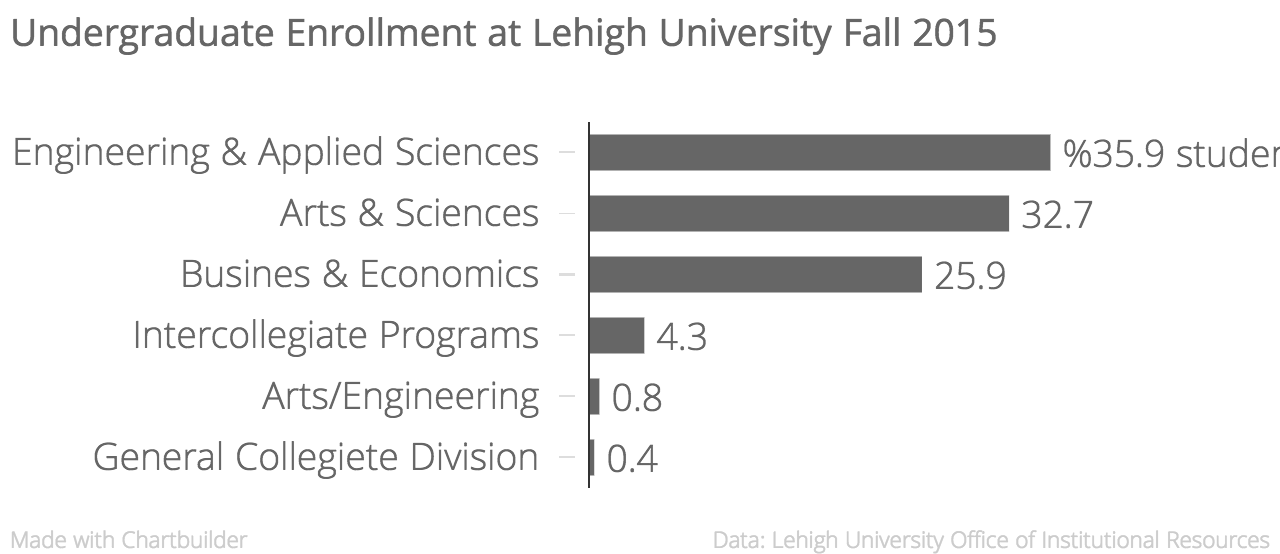 Undergraduate Enrollment at Lehigh University Fall 2015
Engineering & Applied Sciences %35.9
Arts & Sciences 32.7
Busines & Economics 25.9
Intercollegiate Programs 4.3
Arts/Engineering 0.8
General Collegiete Division 0.4
Made with Chartbuilder Data: Lehigh University Office of Institutional Resources